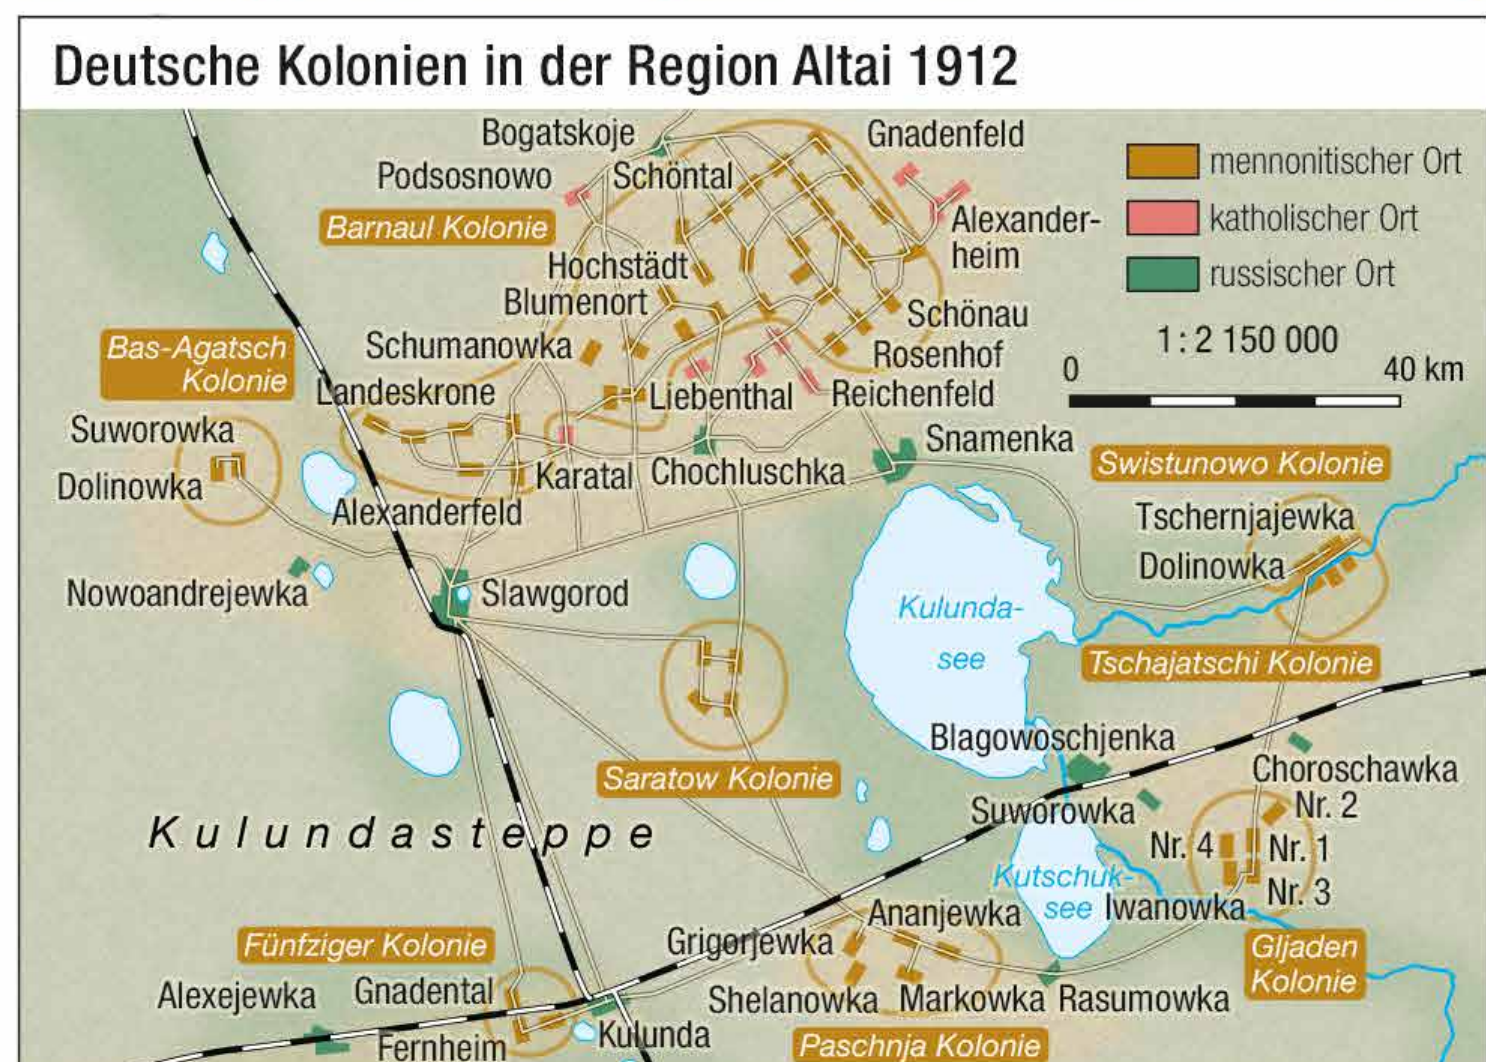 Deutsche Kolonien in der Region Altai 1912
Bogatskoje
Gnadenfeld
mennonitischer Ort
Podsosnowo
Schöntal
katholischer Ort
Barnaul Kolonie
Alexander-
heim
russischer Ort
Hochstädt
Blumenort
Schönau
1 : 2 150 000
Bas-Agatsch
Kolonie
Schumanowka
Rosenhof
0
40 km
Landeskrone
Liebenthal
Reichenfeld
Suworowka
Snamenka
Swistunowo Kolonie
Dolinowka
Karatal
Chochluschka
Alexanderfeld
Tschernjajewka
Dolinowka
Nowoandrejewka
Slawgorod
Kulunda-
see
Tschajatschi Kolonie
Blagowoschjenka
Saratow Kolonie
Choroschawka
Suworowka
Nr. 2
Kulundasteppe
Nr. 4
Nr. 1
Kutschuk-
see
Nr. 3
Iwanowka
Ananjewka
Fünfziger Kolonie
Grigorjewka
Gljaden
Kolonie
Alexejewka
Gnadental
Shelanowka
Markowka
Rasumowka
Kulunda
Fernheim
Paschnja Kolonie